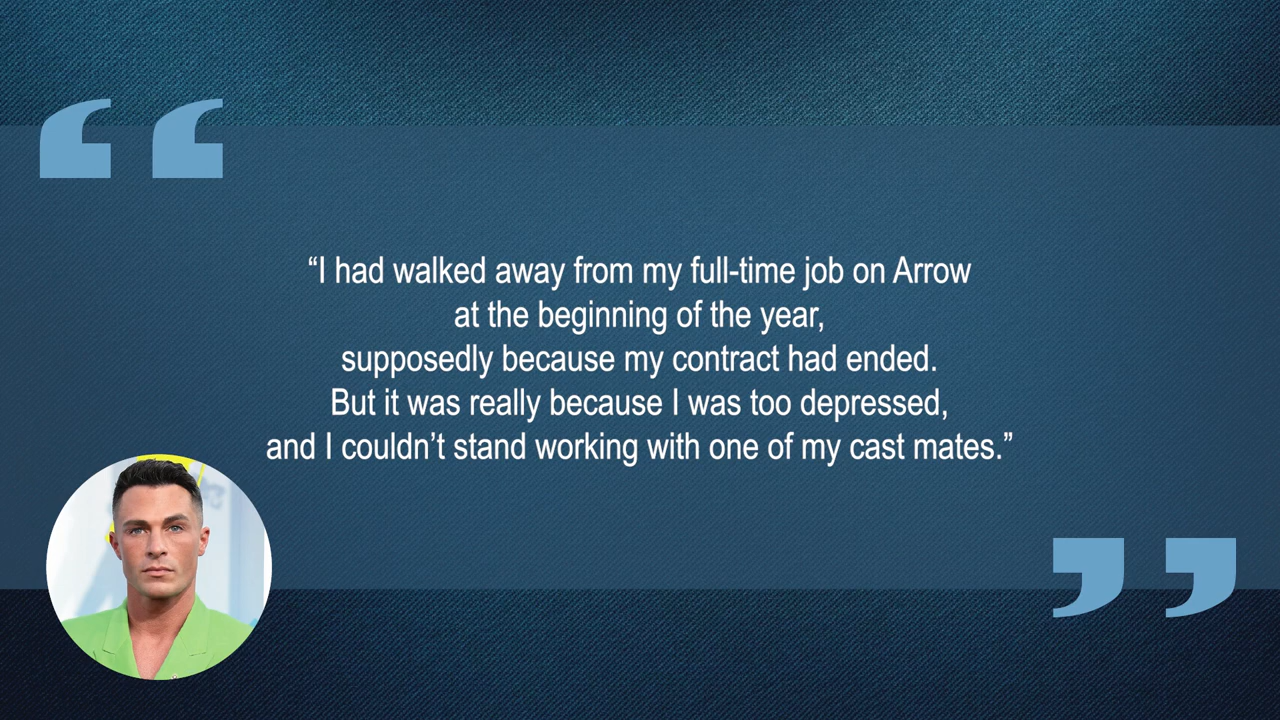 “I had walked away from my full-time job on Arrow
at the beginning of the year,
supposedly because my contract had ended.
But it was really because I was too depressed,
and I couldn’t stand working with one of my cast mates.”